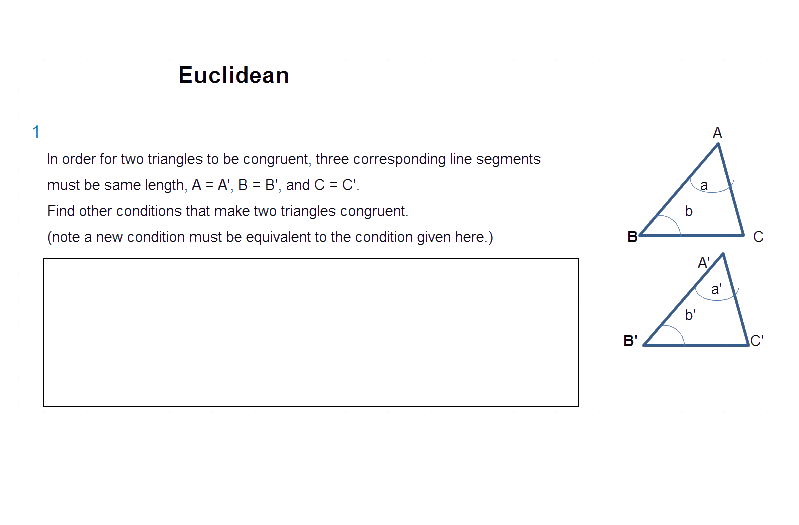 Euclidean
1
In order for two triangles to be congruent, three corresponding line segments
must be same length, A = A', B = B', and C = C'.
Find other conditions that make two triangles congruent.
(note a new condition must be equivalent to the condition given here.)
A
a
b
B
C
A'
a'
b'
B'
C'